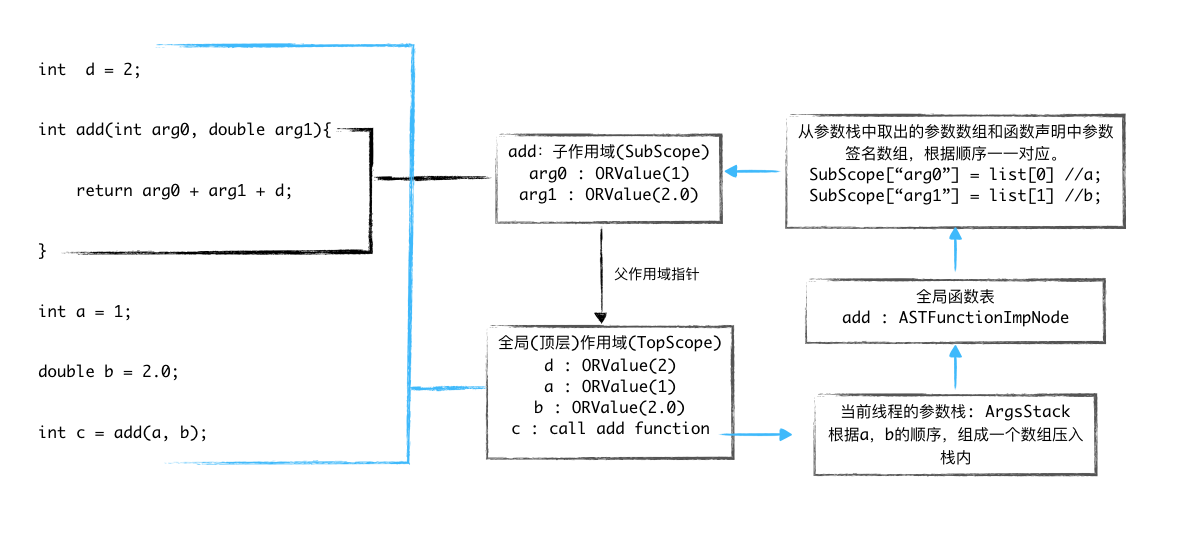 int  d = 2;
int add(int arg0, double arg1){
return arg0 + arg1 + d;
}
int a = 1;
double b = 2.0;
int c = add(a, b);
add: 子作用域(SubScope)
arg0 : ORValue(1)
arg1 : ORValue(2.0)
父作用域指针
全局(顶层)作用域(TopScope)
d : ORValue(2)
a : ORValue(1)
b : ORValue(2.0)
c : call add function
从参数栈中取出的参数数组和函数声明中参数
签名数组，根据顺序一一对应。
SubScope[“arg0”] = list[0] //a;
SubScope[“arg1”] = list[1] //b;
全局函数表
add : ASTFunctionImpNode
当前线程的参数栈: ArgsStack
根据a，b的顺序，组成一个数组压入
栈内